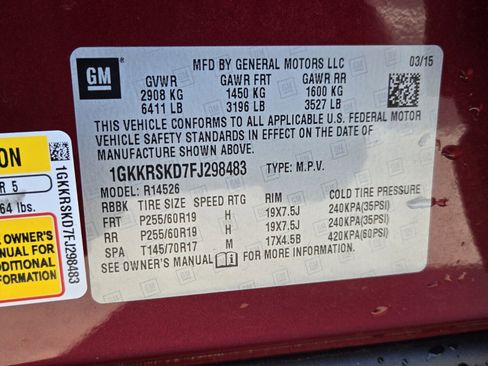 GM
MFD BY GENERAL MOTORS LLC 03/15
GVWR GAWR FRT GAWR RR
2908 KG 1450 KG 1600 KG
6411 LB 3196 LB 3527 LB
THIS VEHICLE CONFORMS TO ALL APPLICABLE U.S. FEDERAL MOTOR
VEHICLE SAFETY STANDARDS IN EFFECT ON THE DATE OF
MANUFACTURE SHOWN ABOVE.
1GKKRSKD7FJ298483 TYPE: M.P.V.
MODEL: R14526
RBBK TIRE SIZE SPEED RTG RIM COLD TIRE PRESSURE
FRT P255/60R19 H 19X7.5J 240KPA(35PSI)
RR P255/60R19 H 19X7.5J 240KPA(35PSI)
SPA T145/70R17 M 17X4.5B 420KPA(60PSI)
SEE OWNER'S MANUAL FOR MORE INFORMATION
ON
R 5
64 lbs.
OWNER'S
MANUAL FOR
ADDITIONAL
INFORMATION
1GKKRSKD7FJ298483